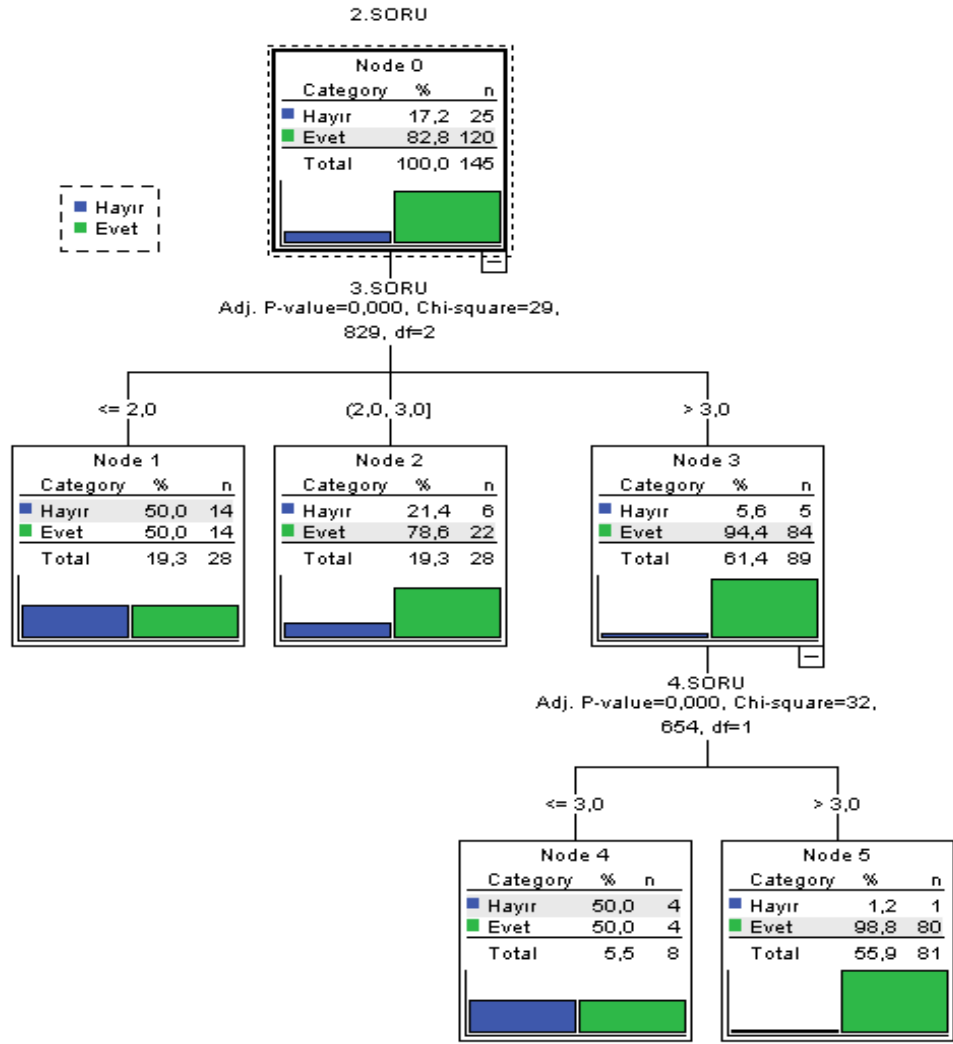 2.SORU
Node 0
Category % n
Hayır 17,2 25
Evet 82,8 120
Total 100,0 145
Hayır
Evet
3.SORU
Adj. P-value=0,000, Chi-square=29,
829, df=2
<= 2,0
(2,0, 3,0]
> 3,0
Node 1
Category % n
Hayır 50,0 14
Evet 50,0 14
Total 19,3 28
Node 2
Category % n
Hayır 21,4 6
Evet 78,6 22
Total 19,3 28
Node 3
Category % n
Hayır 5,6 5
Evet 94,4 84
Total 61,4 89
4.SORU
Adj. P-value=0,000, Chi-square=32,
654, df=1
<= 3,0
> 3,0
Node 4
Category % n
Hayır 50,0 4
Evet 50,0 4
Total 5,5 8
Node 5
Category % n
Hayır 1,2 1
Evet 98,8 80
Total 55,9 81